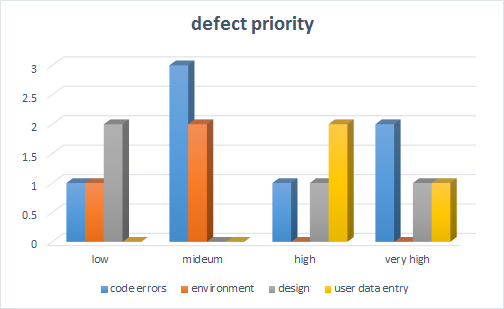 defect priority
3
2.5
2
1.5
1
0.5
0
low mideum high very high
code errors environment design user data entry